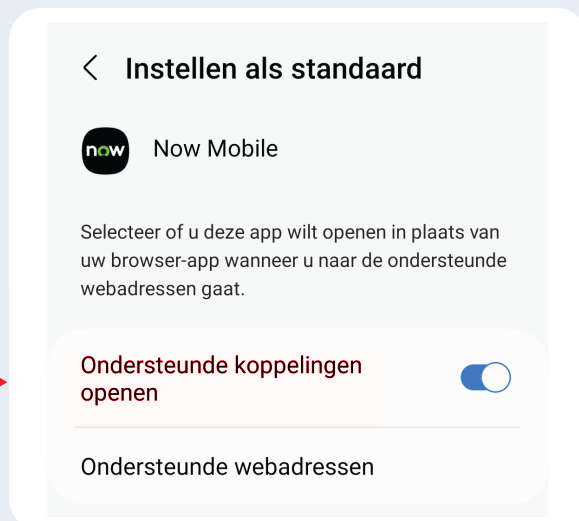 Instellen als standaard
now
Now Mobile
Selecteer of u deze app wilt openen in plaats van
uw browser-app wanneer u naar de ondersteunde
webadressen gaat.
Ondersteunde koppelingen
openen
Ondersteunde webadressen